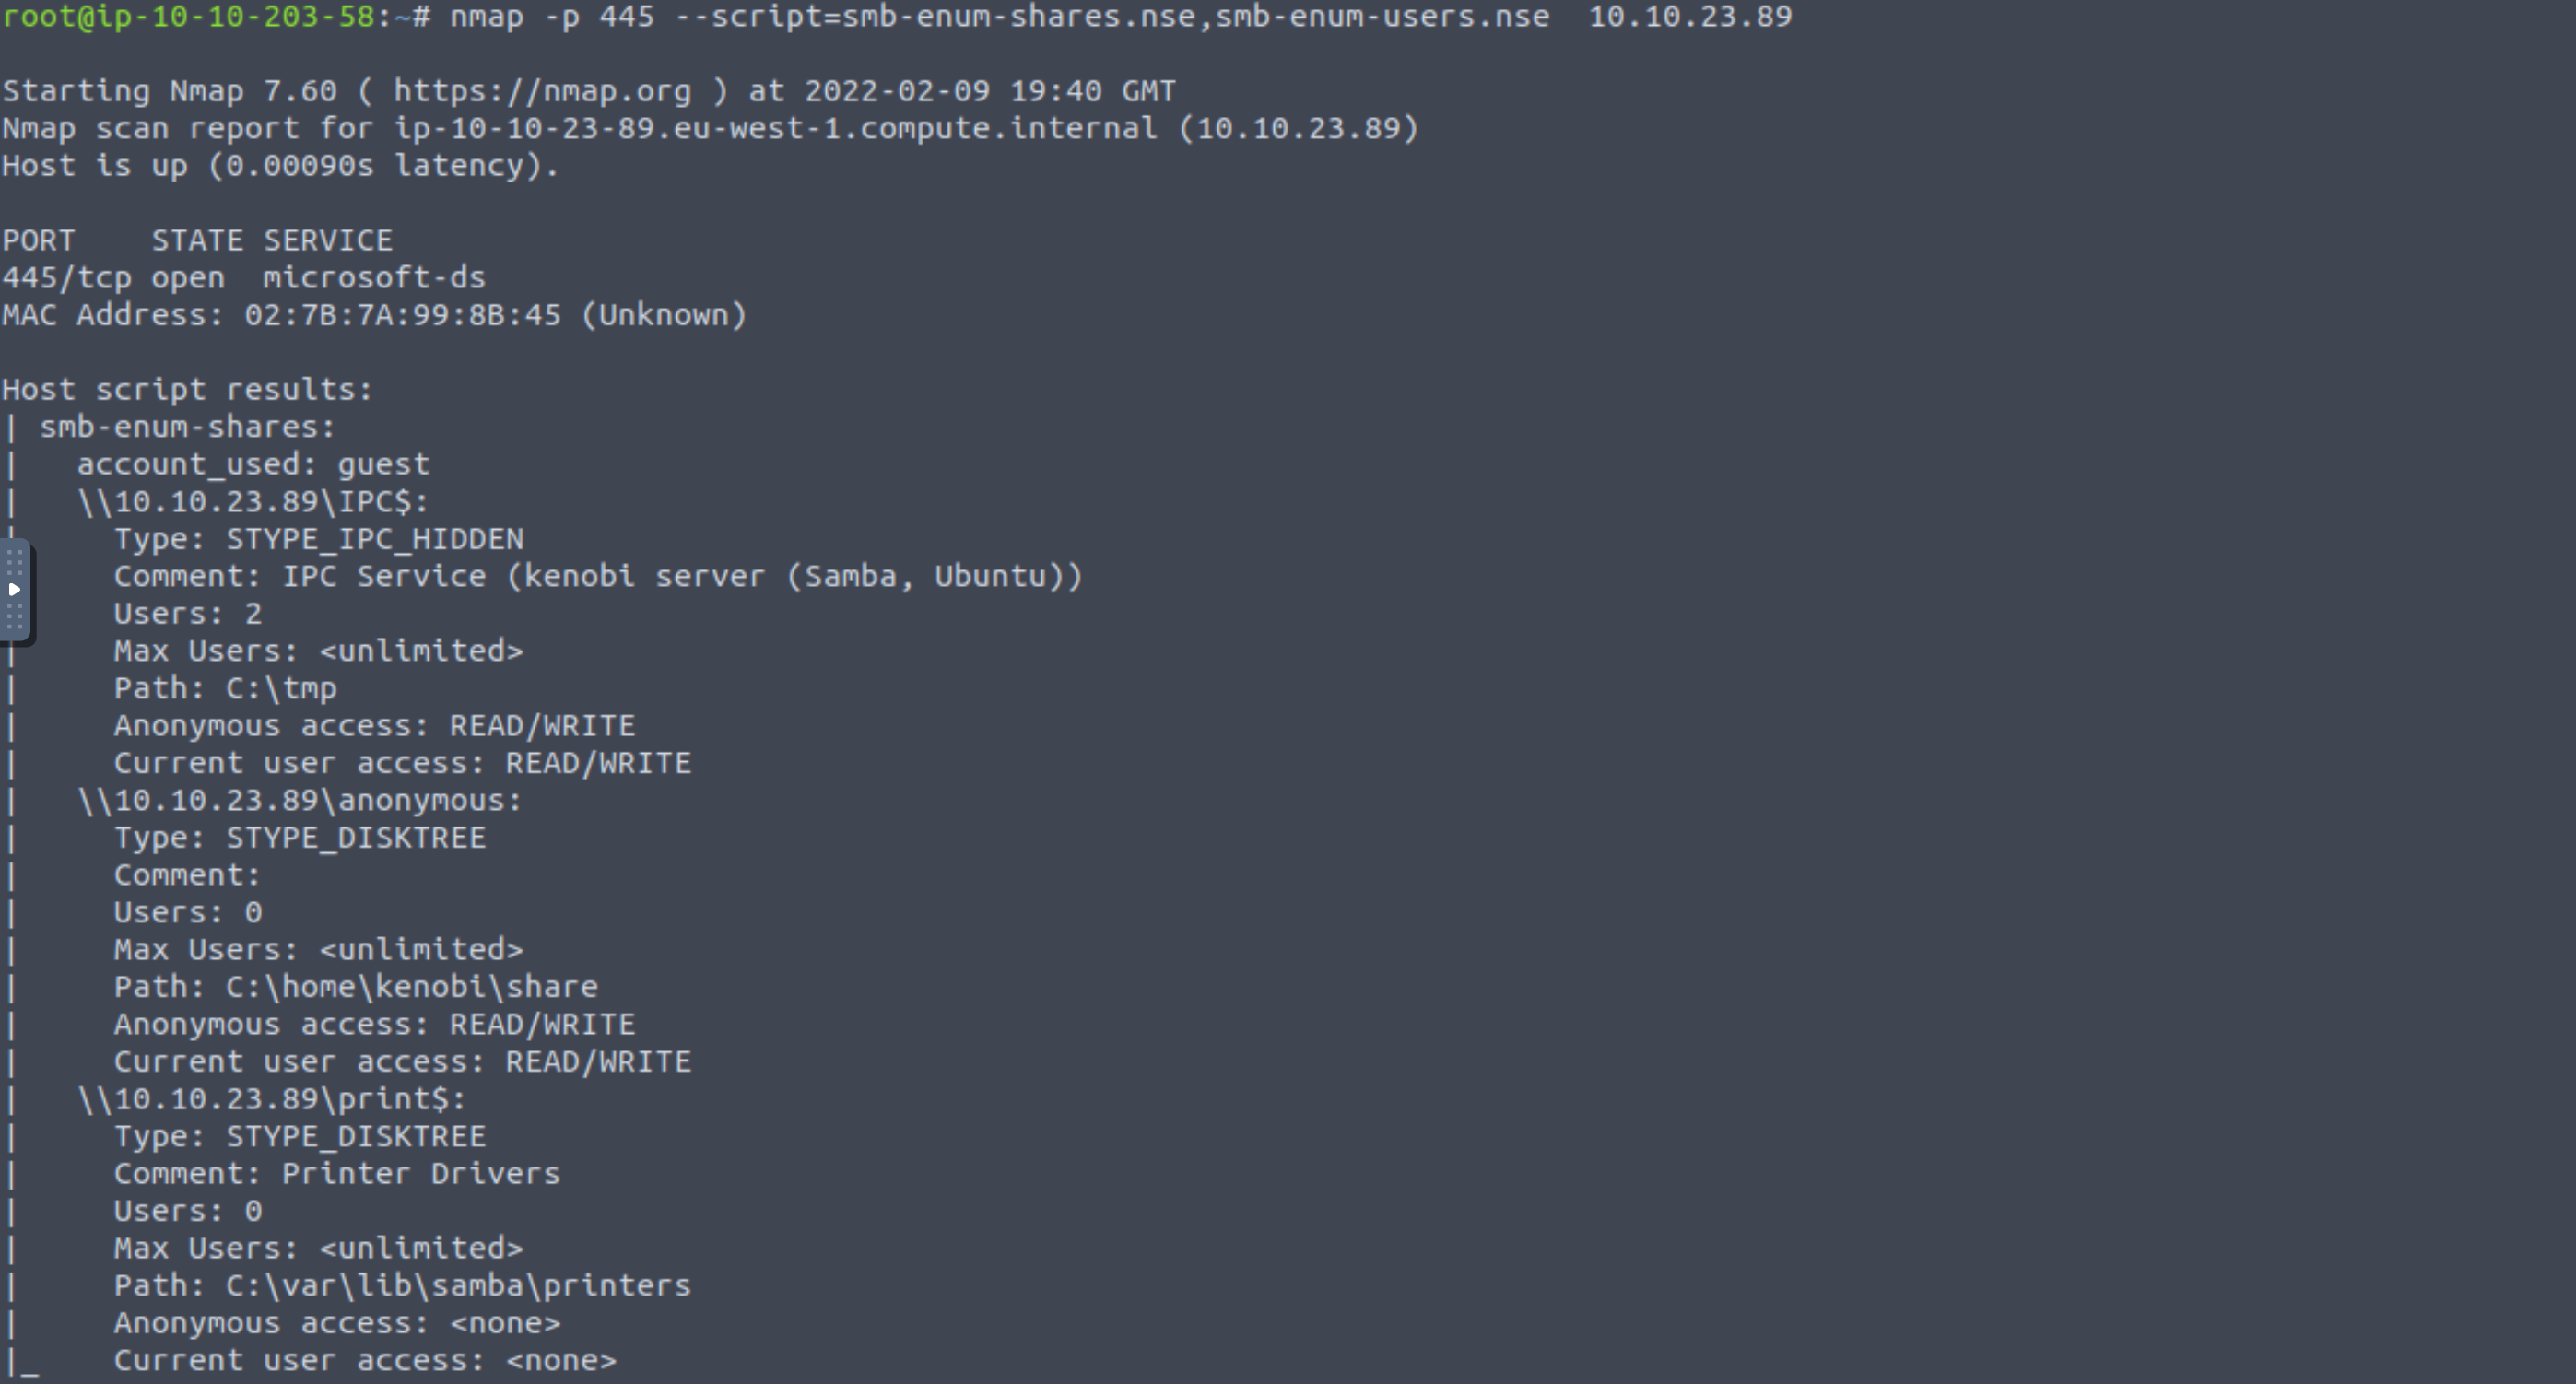 root@ip-10-10-203-58:~# nmap -p 445 --script=smb-enum-shares.nse,smb-enum-users.nse  10.10.23.89

Starting Nmap 7.60 ( https://nmap.org ) at 2022-02-09 19:40 GMT
Nmap scan report for ip-10-10-23-89.eu-west-1.compute.internal (10.10.23.89)
Host is up (0.00090s latency).

PORT    STATE SERVICE
445/tcp open  microsoft-ds
MAC Address: 02:7B:7A:99:8B:45 (Unknown)

Host script results:
| smb-enum-shares:
|   account_used: guest
|   \\10.10.23.89\IPC$:
|     Type: STYPE_IPC_HIDDEN
|     Comment: IPC Service (kenobi server (Samba, Ubuntu))
|     Users: 2
|     Max Users: <unlimited>
|     Path: C:\tmp
|     Anonymous access: READ/WRITE
|     Current user access: READ/WRITE
|   \\10.10.23.89\anonymous:
|     Type: STYPE_DISKTREE
|     Comment:
|     Users: 0
|     Max Users: <unlimited>
|     Path: C:\home\kenobi\share
|     Anonymous access: READ/WRITE
|     Current user access: READ/WRITE
|   \\10.10.23.89\print$:
|     Type: STYPE_DISKTREE
|     Comment: Printer Drivers
|     Users: 0
|     Max Users: <unlimited>
|     Path: C:\var\lib\samba\printers
|     Anonymous access: <none>
|_    Current user access: <none>